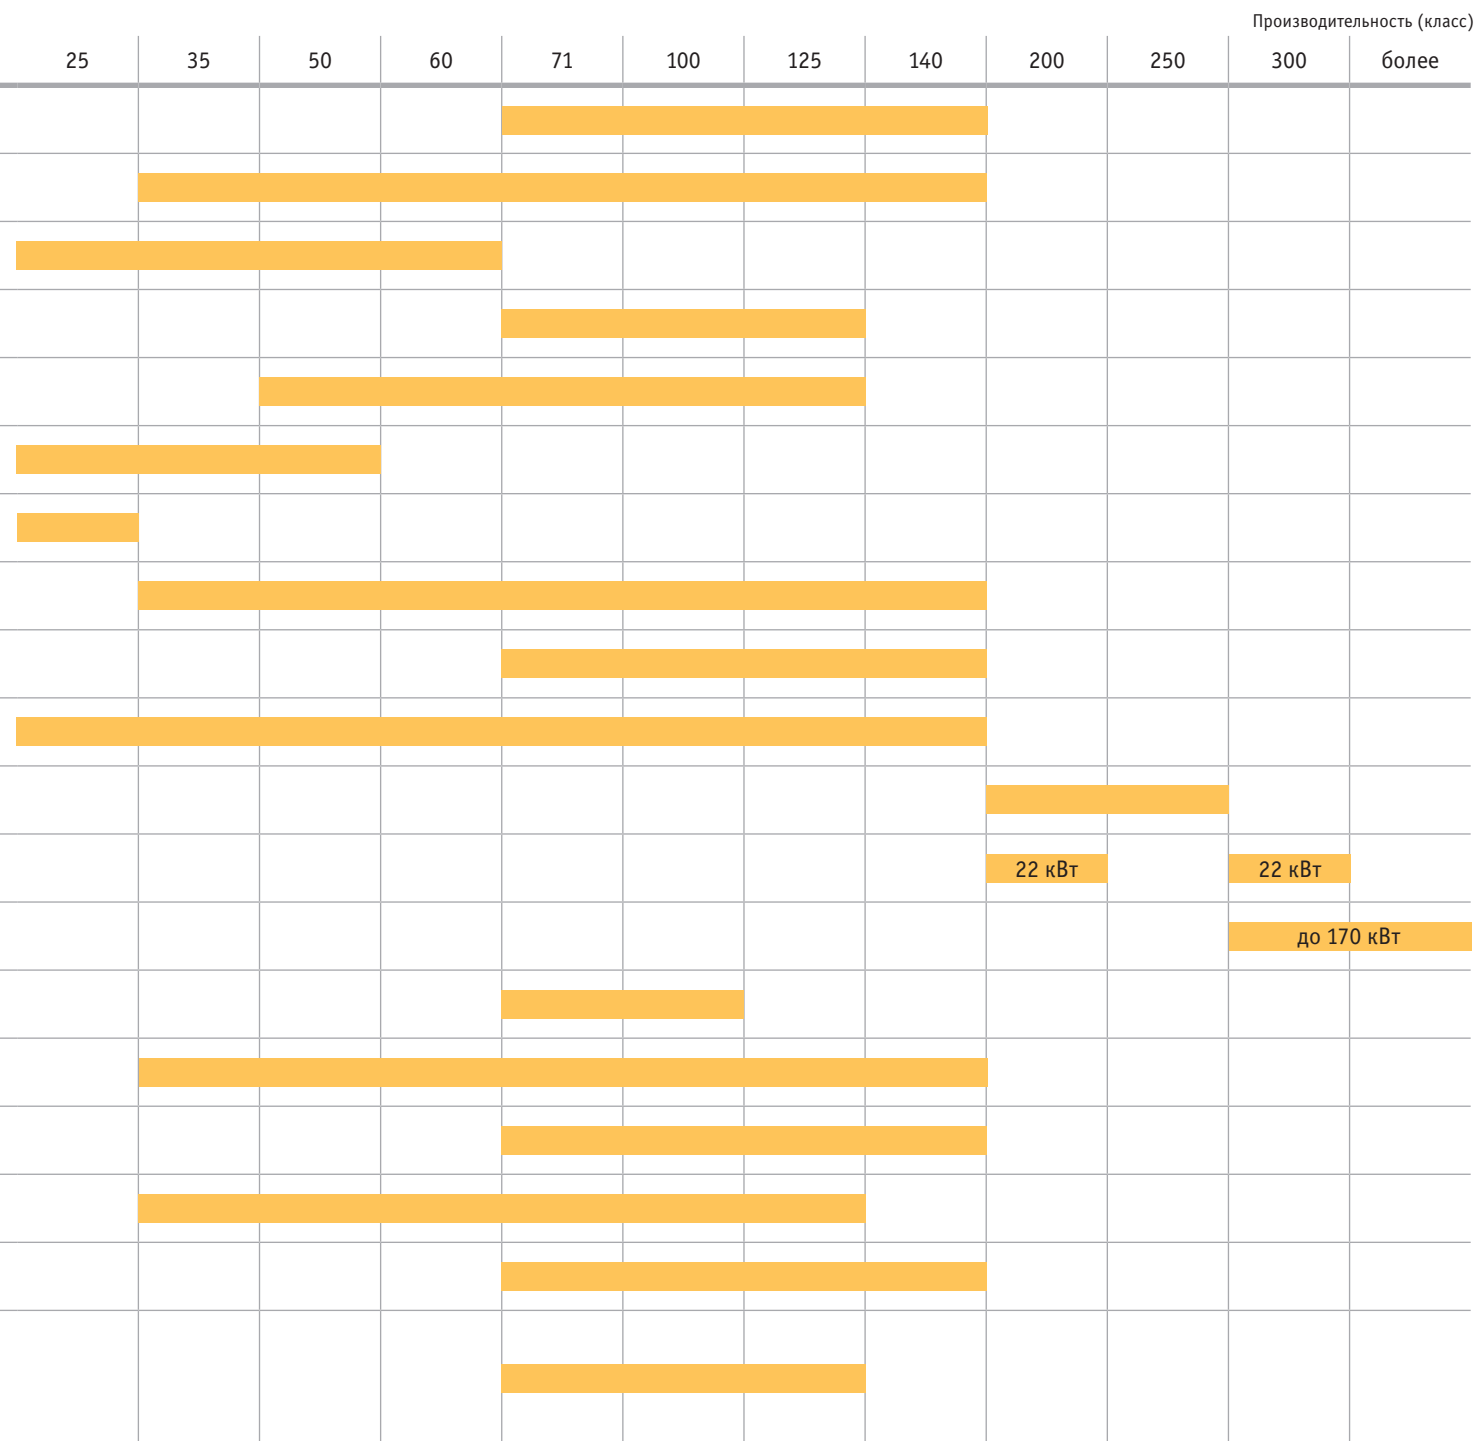 Производительность (класс)
25 35 50 60 71 100 125 140 200 250 300 более
22 кВт 22 кВт
до 170 кВт